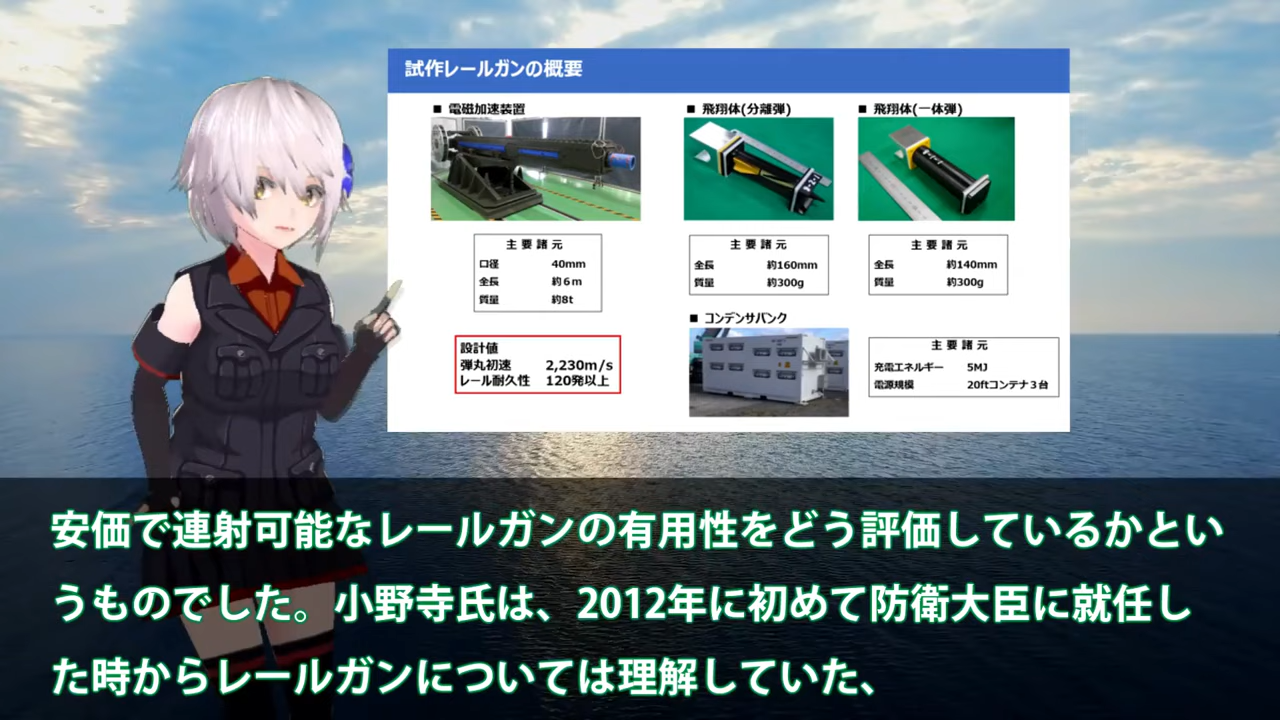 試作レールガンの概要
■ 電磁加速装置
主要諸元
口径 40mm
全長 約6m
質量 約8t
設計値
弾丸初速 2,230m/s
レール耐久性 120発以上
■ 飛翔体(分離弾)
主要諸元
全長 約160mm
質量 約300g
■ 飛翔体(一体弾)
主要諸元
全長 約140mm
質量 約300g
■ コンデンサバンク
主要諸元
充電エネルギー 5MJ
電源規模 20ftコンテナ3台
安価で連射可能なレールガンの有用性をどう評価しているかとい
うものでした。小野寺氏は、2012年に初めて防衛大臣に就任し
た時からレールガンについては理解していた、